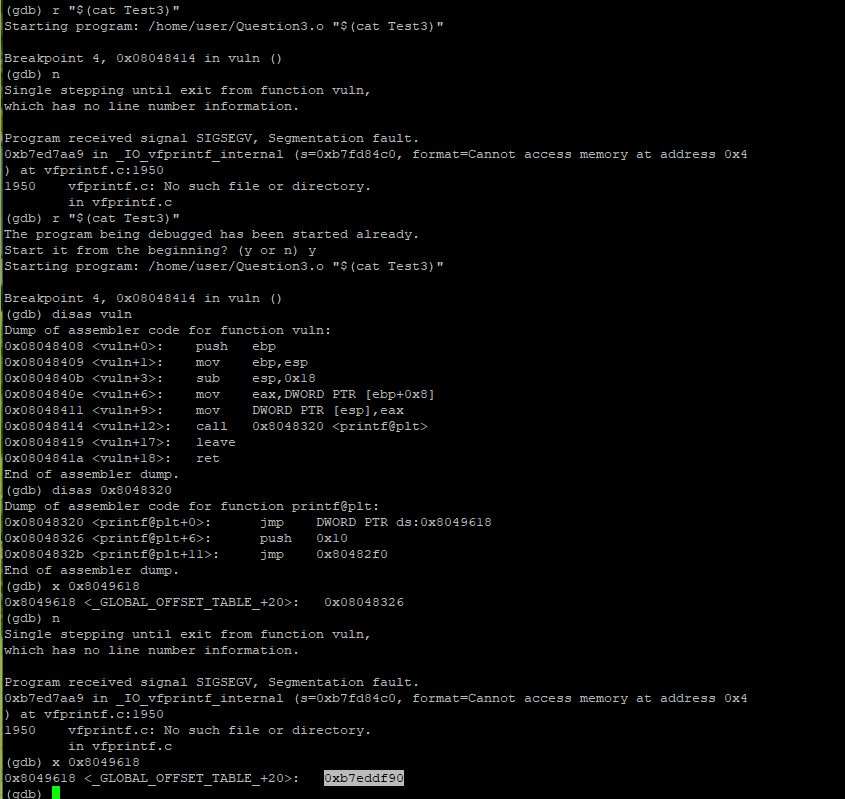 (gdb) r "$(cat Test3)"
Starting program: /home/user/Question3.o "$(cat Test3)"
Breakpoint 4, 0x08048414 in vuln ()
(gdb) n
Single stepping until exit from function vuln,
which has no line number information.
Program received signal SIGSEGV, Segmentation fault.
0xb7ed7aa9 in _IO_vfprintf_internal (s=0xb7fd84c0, format=Cannot access memory at address 0x4
) at vfprintf.c:1950
1950    vfprintf.c: No such file or directory.
        in vfprintf.c
(gdb) r "$(cat Test3)"
The program being debugged has been started already.
Start it from the beginning? (y or n) y
Starting program: /home/user/Question3.o "$(cat Test3)"
Breakpoint 4, 0x08048414 in vuln ()
(gdb) disas vuln
Dump of assembler code for function vuln:
0x08048408 <vuln+0>:    push   ebp
0x08048409 <vuln+1>:    mov    ebp,esp
0x0804840b <vuln+3>:    sub    esp,0x18
0x0804840e <vuln+6>:    mov    eax,DWORD PTR [ebp+0x8]
0x08048411 <vuln+9>:    mov    DWORD PTR [esp],eax
0x08048414 <vuln+12>:   call   0x8048320 <printf@plt>
0x08048419 <vuln+17>:   leave
0x0804841a <vuln+18>:   ret
End of assembler dump.
(gdb) disas 0x8048320
Dump of assembler code for function printf@plt:
0x08048320 <printf@plt+0>:      jmp    DWORD PTR ds:0x8049618
0x08048326 <printf@plt+6>:      push   0x10
0x0804832b <printf@plt+11>:     jmp    0x80482f0
End of assembler dump.
(gdb) x 0x8049618
0x8049618 <_GLOBAL_OFFSET_TABLE_+20>:   0x08048326
(gdb) n
Single stepping until exit from function vuln,
which has no line number information.
Program received signal SIGSEGV, Segmentation fault.
0xb7ed7aa9 in _IO_vfprintf_internal (s=0xb7fd84c0, format=Cannot access memory at address 0x4
) at vfprintf.c:1950
1950    vfprintf.c: No such file or directory.
        in vfprintf.c
(gdb) x 0x8049618
0x8049618 <_GLOBAL_OFFSET_TABLE_+20>:   0xb7eddf90
(gdb)